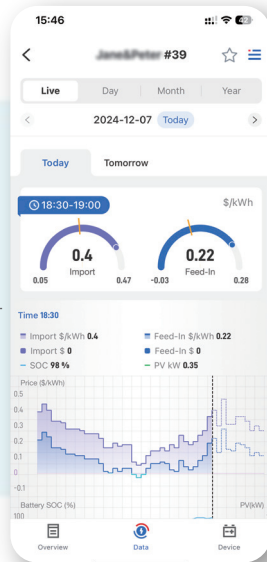 15:46
#39
Live Day Month Year
2024-12-07 Today
Today Tomorrow
18:30-19:00 $/kWh
0.4 0.22
Import Feed-In
0.05 0.47 -0.03 0.28
Time 18:30
Import $/kWh 0.4 Feed-In $/kWh 0.22
Import $ 0 Feed-In $ 0
SOC 98 % PV kW 0.35
Price ($/kWh)
0.5
0.4
0.3
0.2
0.1
0
-0.1
Battery SOC (%) PV(kW)
100
Overview Data Device